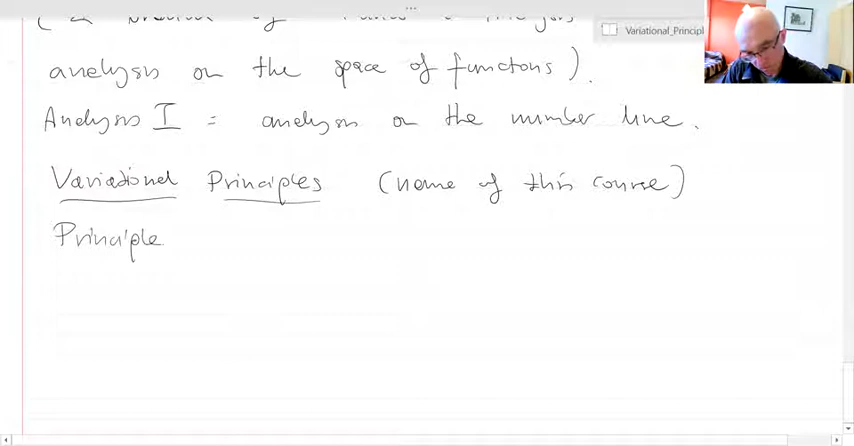 of
analysis on the space of functions).
Analysis I = analysis on the number line.
Variational Principles (name of this course)
Principle
Variational_Principl